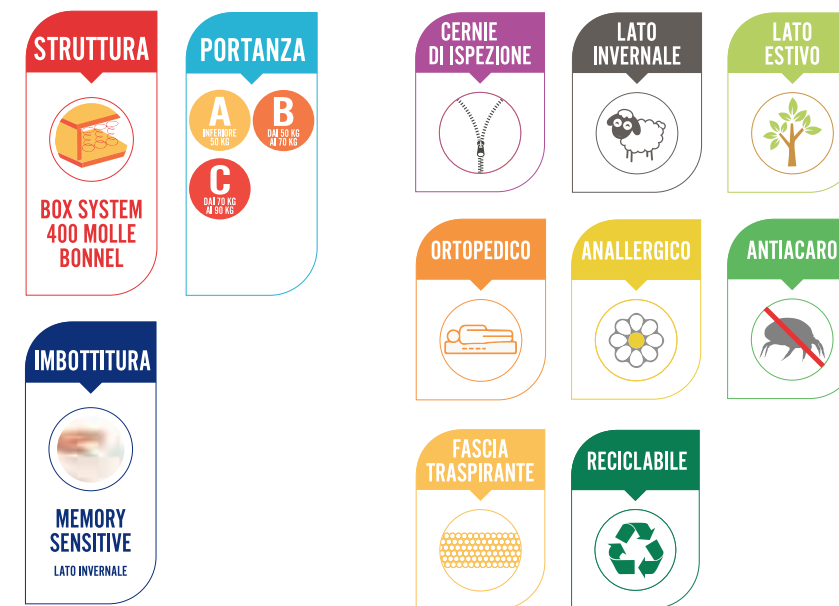 STRUTTURA
BOX SYSTEM
400 MOLLE
BONNEL
PORTANZA
A
INFERIORE
50 KG
B
DAI 50 KG
AI 70 KG
C
DAI 70 KG
AI 90 KG
IMBOTTITURA
MEMORY
SENSITIVE
LATO INVERNALE
CERNIE
DI ISPEZIONE
LATO
INVERNALE
LATO
ESTIVO
ORTOPEDICO
ANALLERGICO
ANTIACARO
FASCIA
TRASPIRANTE
RECICLABILE